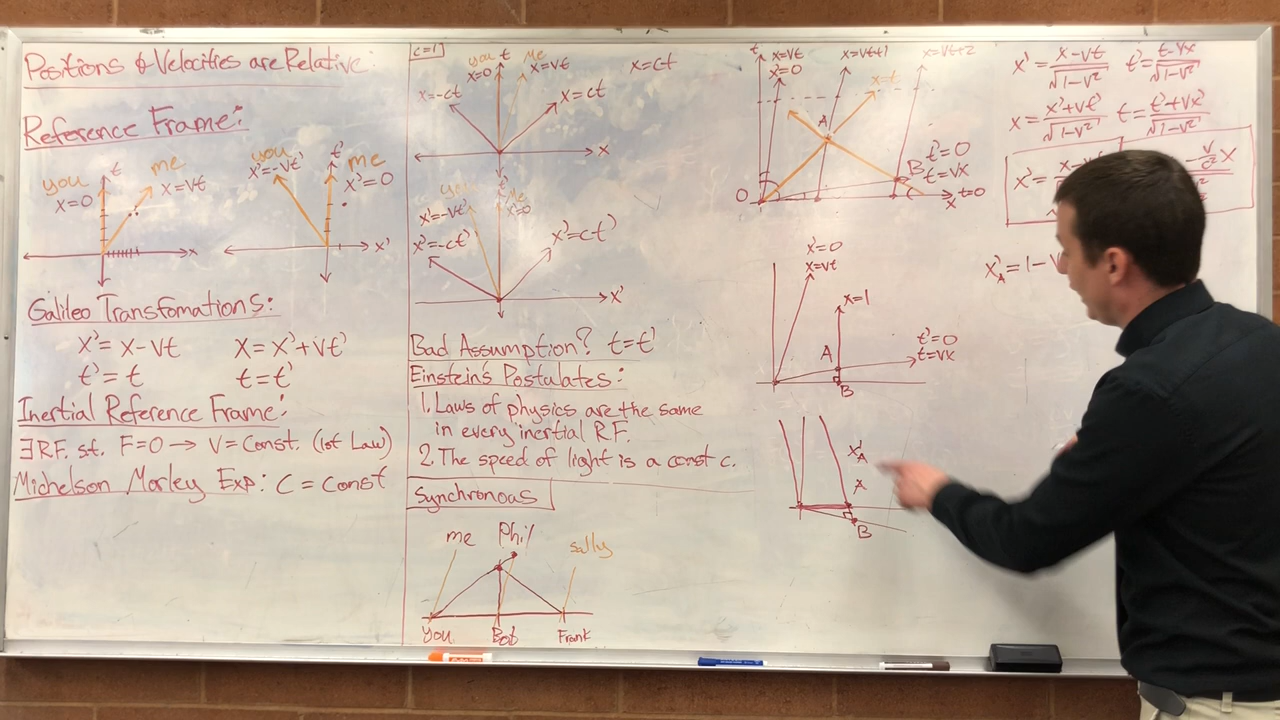 Positions & Velocities are Relative:
Reference Frame:
you
x=0
t
me
x=vt
x
you
x'=-vt'
t'
me
x'=0
x'
Galileo Transfomations:
x'=x-vt x=x'+vt'
t'=t t=t'
Inertial Reference Frame:
∃R.F. st. F=0 → V=Const. (1st Law)
Michelson Morley Exp: C = Const
c=1
you t Me
x=0 x=vt
x=ct
x=-ct
x=ct
x
you t' Me
x'=-vt' x'=0
x'=-ct' x'=ct'
x'
Bad Assumption? t=t'
Einstein's Postulates:
1. Laws of physics are the same
in every inertial R.F.
2. The speed of light is a const c.
Synchronous
me Phil sally
You Bob Frank
t x=vt x=vt+1 x=vt+2
x'=0
x=t
A
t'=0
B t=vx
O
x t=0
x'=0
x=vt
x=1
A
t'=0
t=vx
B
x'A
x
B
x'=x-vt/√1-v² t'=t-vx/√1-v²
x=x'+vt'/√1-v² t=t'+vx'/√1-v²
x'=
x'A=1-v